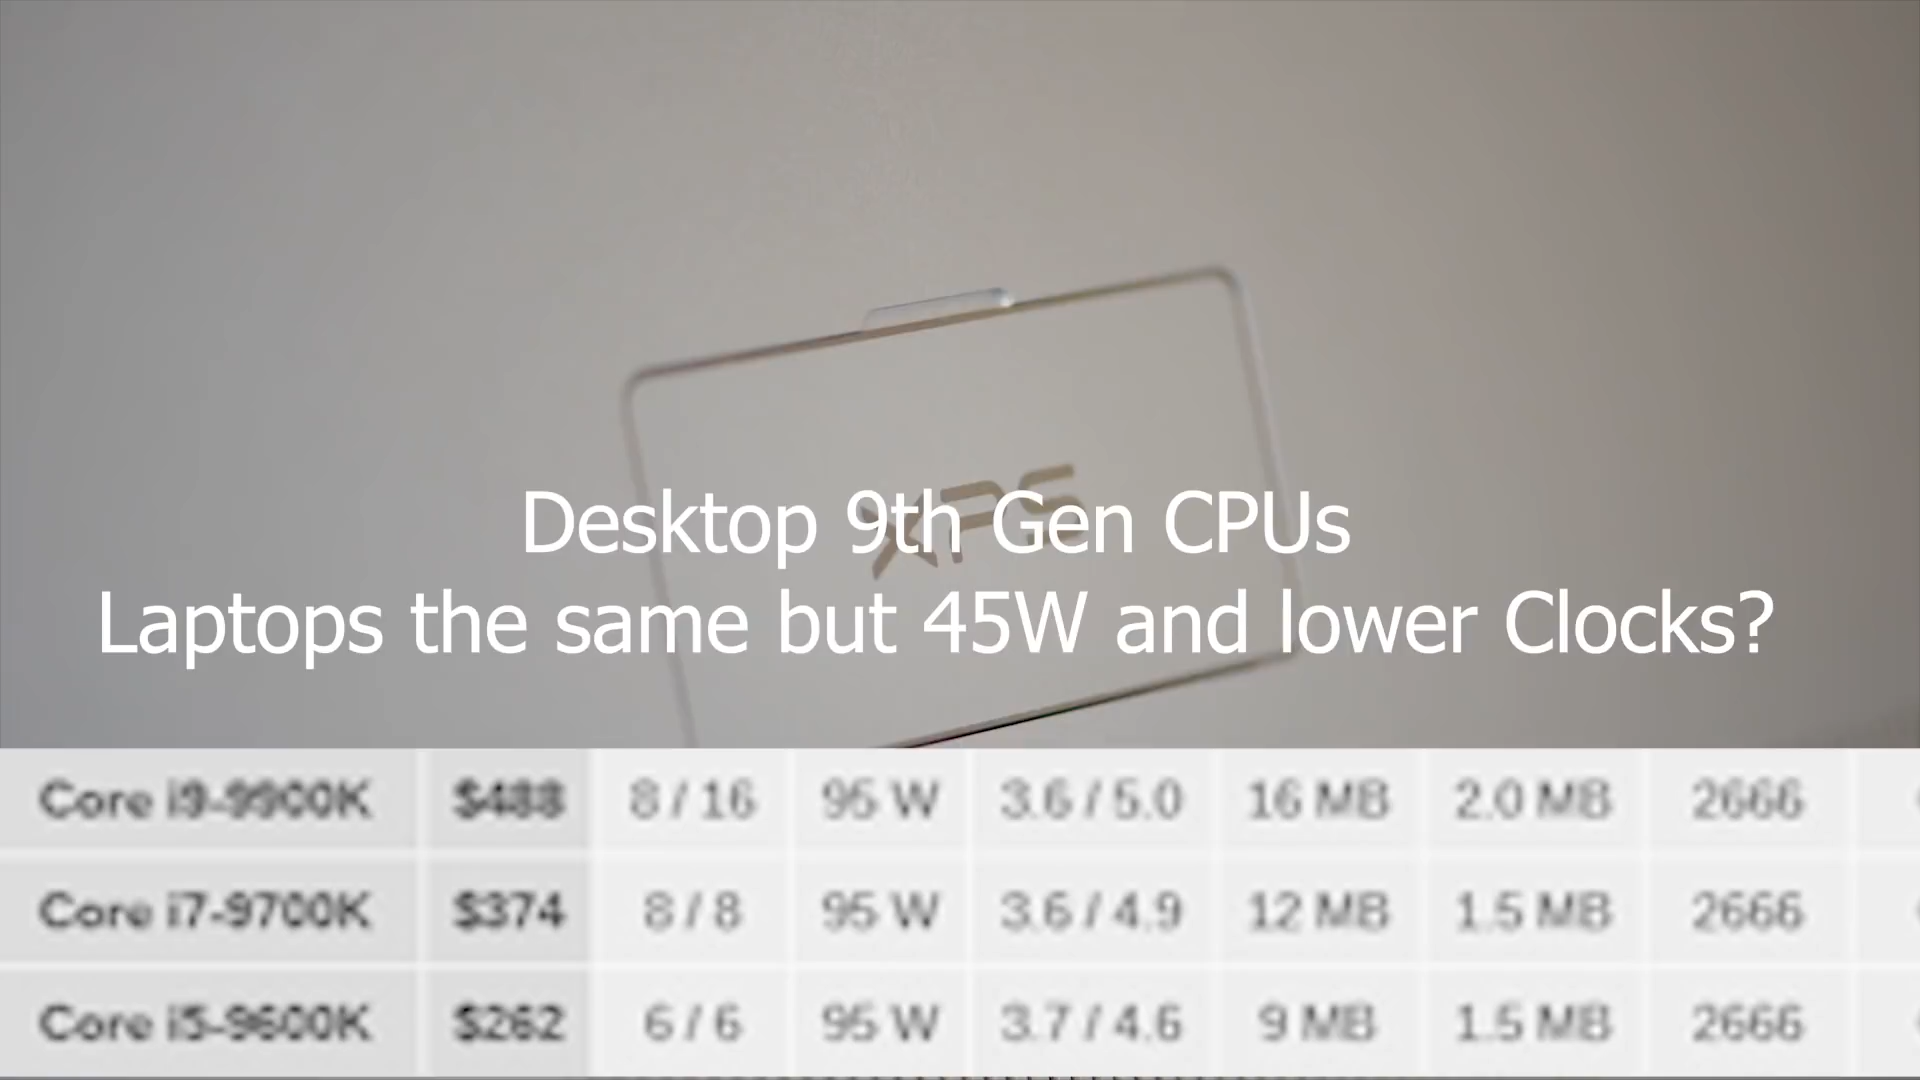 XPS
Desktop 9th Gen CPUs
Laptops the same but 45W and lower Clocks?
Core i9-9900K $488 8 / 16 95 W 3.6 / 5.0 16 MB 2.0 MB 2666
Core i7-9700K $374 8 / 8 95 W 3.6 / 4.9 12 MB 1.5 MB 2666
Core i5-9600K $262 6 / 6 95 W 3.7 / 4.6 9 MB 1.5 MB 2666